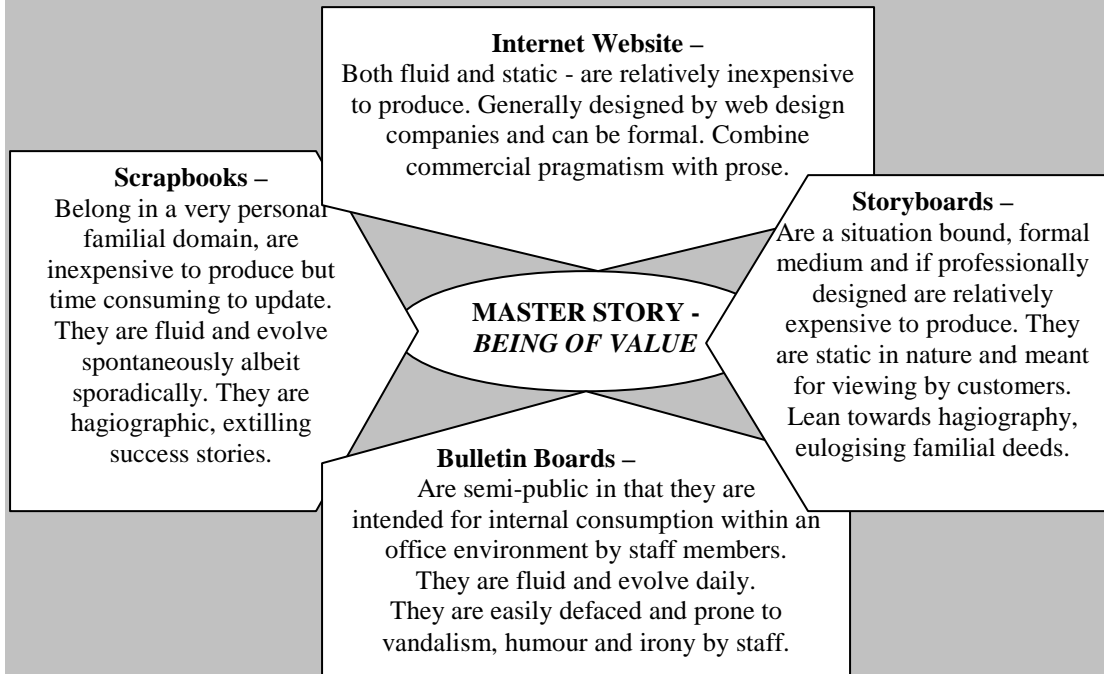 Internet Website –
Both fluid and static - are relatively inexpensive
to produce. Generally designed by web design
companies and can be formal. Combine
commercial pragmatism with prose.
Scrapbooks –
Belong in a very personal
familial domain, are
inexpensive to produce but
time consuming to update.
They are fluid and evolve
spontaneously albeit
sporadically. They are
hagiographic, extilling
success stories.
MASTER STORY -
BEING OF VALUE
Storyboards –
Are a situation bound, formal
medium and if professionally
designed are relatively
expensive to produce. They
are static in nature and meant
for viewing by customers.
Lean towards hagiography,
eulogising familial deeds.
Bulletin Boards –
Are semi-public in that they are
intended for internal consumption within an
office environment by staff members.
They are fluid and evolve daily.
They are easily defaced and prone to
vandalism, humour and irony by staff.